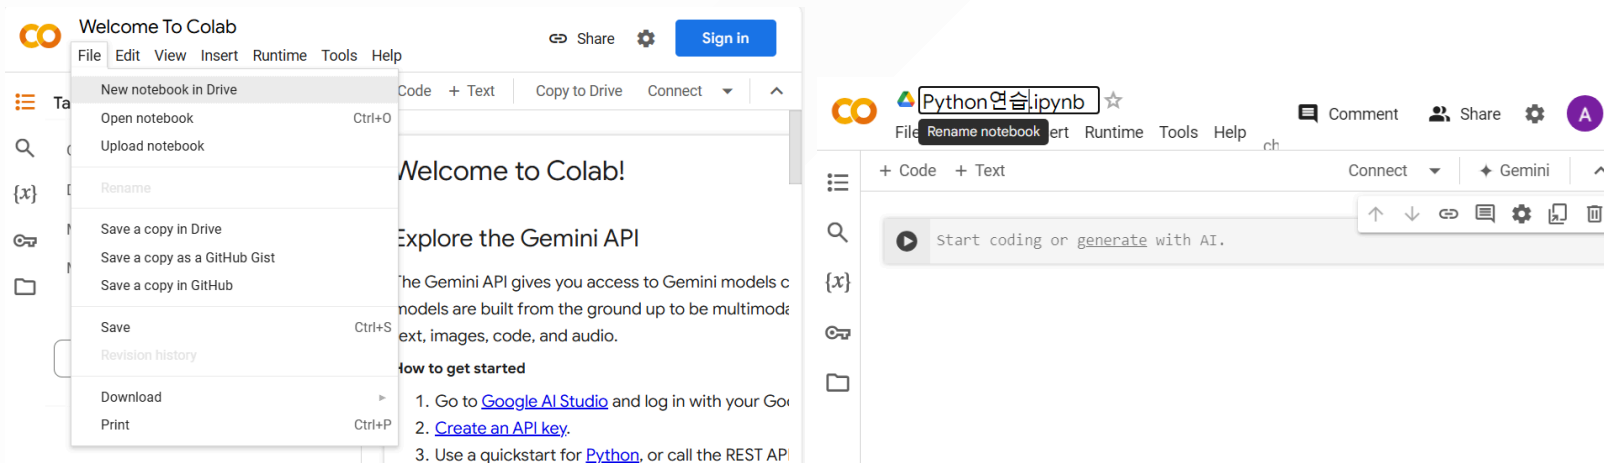 Welcome To Colab
File Edit View Insert Runtime Tools Help
Share
Sign in
Code + Text Copy to Drive Connect
New notebook in Drive
Open notebook Ctrl+O
Upload notebook
Rename
Save a copy in Drive
Save a copy as a GitHub Gist
Save a copy in GitHub
Save Ctrl+S
Revision history
Download
Print Ctrl+P
Ta
{x}
Welcome to Colab!
Explore the Gemini API
The Gemini API gives you access to Gemini models c
models are built from the ground up to be multimoda
text, images, code, and audio.
How to get started
1. Go to Google AI Studio and log in with your Goo
2. Create an API key.
3. Use a quickstart for Python, or call the REST API
Python연습.ipynb
Rename notebook
File ert Runtime Tools Help
Comment Share A
+ Code + Text Connect Gemini
{x}
Start coding or generate with AI.